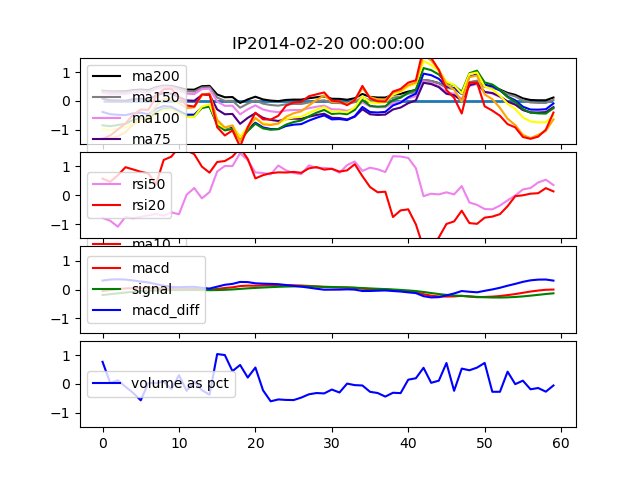 IP2014-02-20 00:00:00
1
0
−1
ma200
ma150
ma100
ma75
1
0
−1
rsi50
rsi20
ma10
1
0
−1
macd
signal
macd_diff
1
0
−1
volume as pct
0 10 20 30 40 50 60